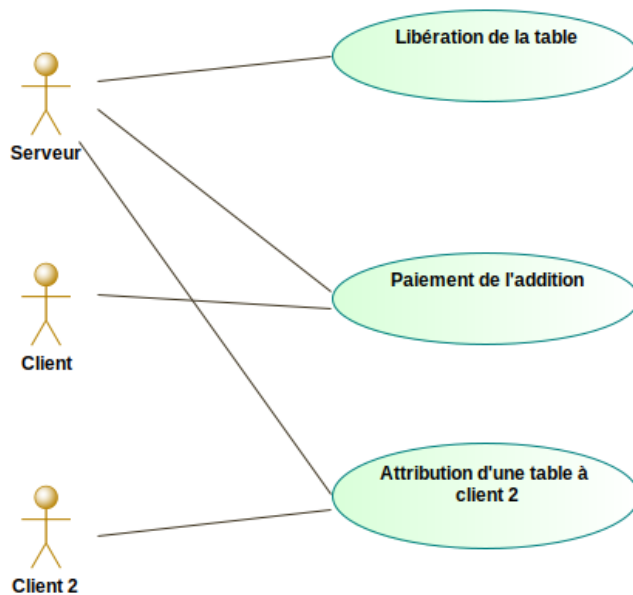 Libération de la table
Serveur
Paiement de l'addition
Client
Attribution d'une table à
client 2
Client 2